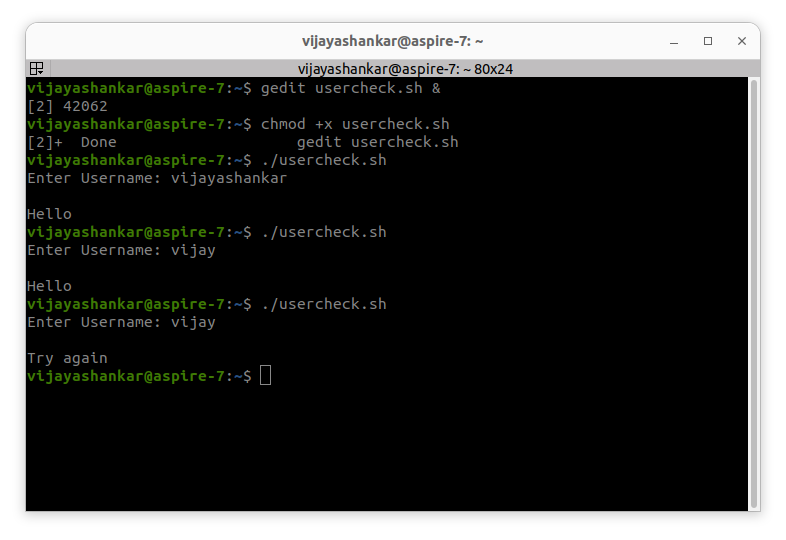 vijayashankar@aspire-7: ~
vijayashankar@aspire-7: ~ 80x24
vijayashankar@aspire-7:~$ gedit usercheck.sh &
[2] 42062
vijayashankar@aspire-7:~$ chmod +x usercheck.sh
[2]+  Done                    gedit usercheck.sh
vijayashankar@aspire-7:~$ ./usercheck.sh
Enter Username: vijayashankar
Hello
vijayashankar@aspire-7:~$ ./usercheck.sh
Enter Username: vijay
Hello
vijayashankar@aspire-7:~$ ./usercheck.sh
Enter Username: vijay
Try again
vijayashankar@aspire-7:~$